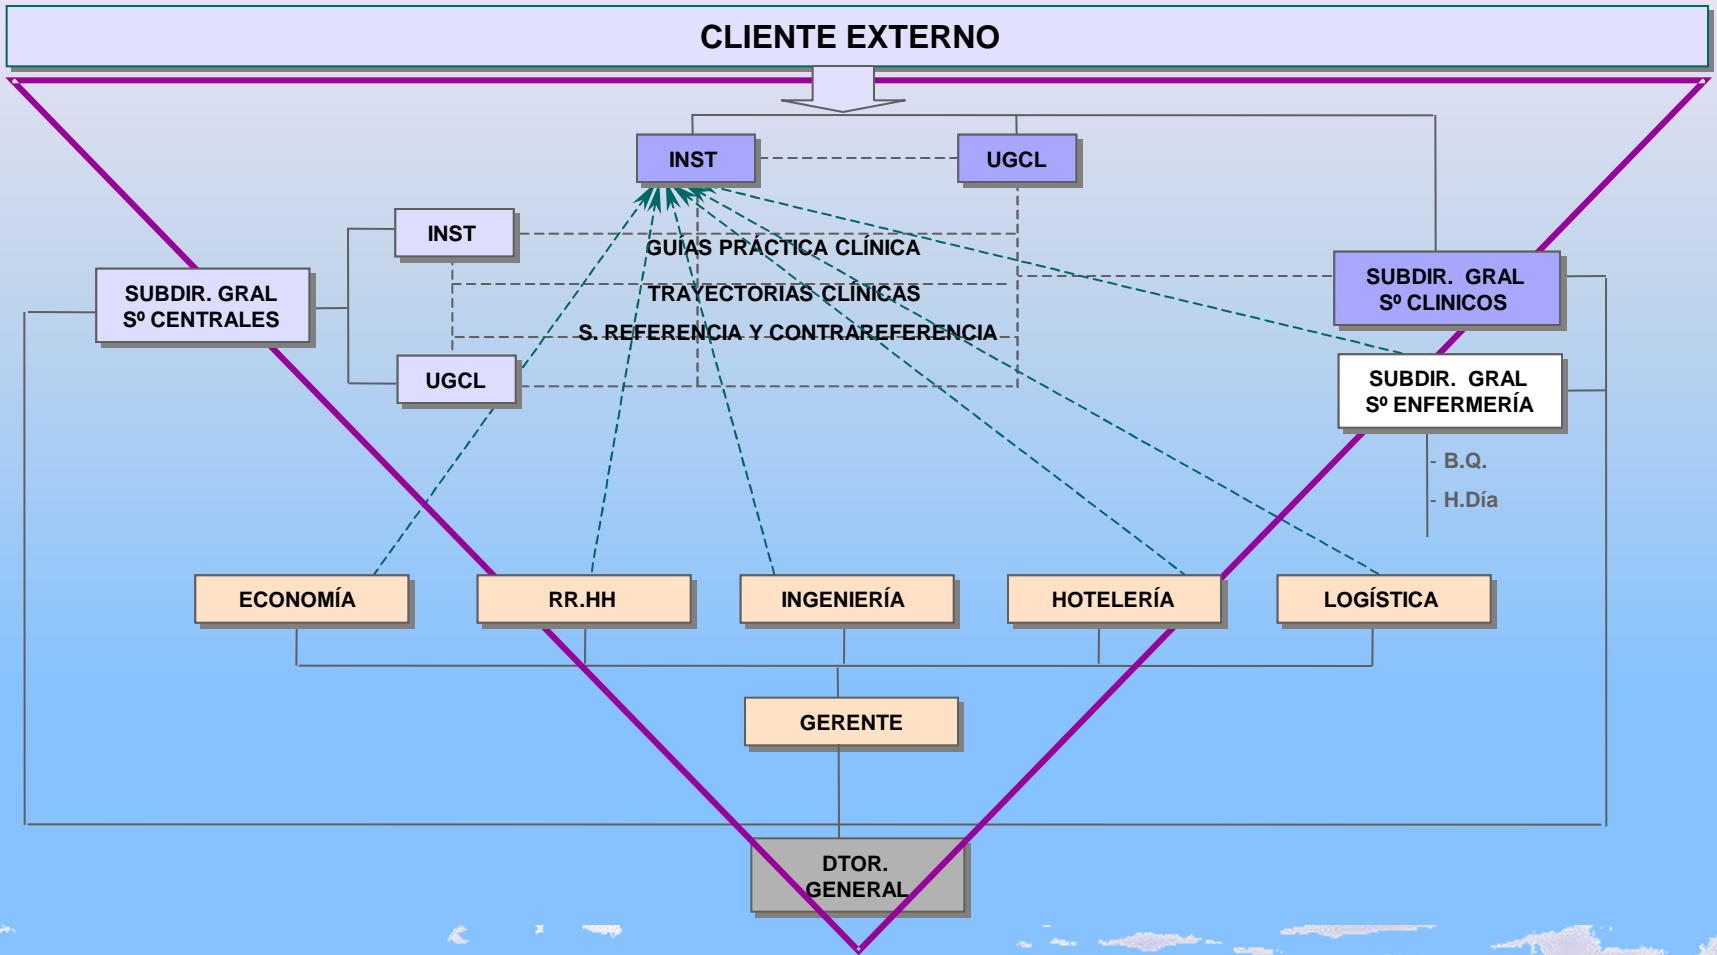 CLIENTE EXTERNO
INST
UGCL
INST
GUÍAS PRÁCTICA CLÍNICA
SUBDIR. GRAL
Sº CENTRALES
TRAYECTORIAS CLÍNICAS
SUBDIR. GRAL
Sº CLINICOS
S. REFERENCIA Y CONTRAREFERENCIA
UGCL
SUBDIR. GRAL
Sº ENFERMERÍA
- B.Q.
- H.Día
ECONOMÍA
RR.HH
INGENIERÍA
HOTELERÍA
LOGÍSTICA
GERENTE
DTOR.
GENERAL